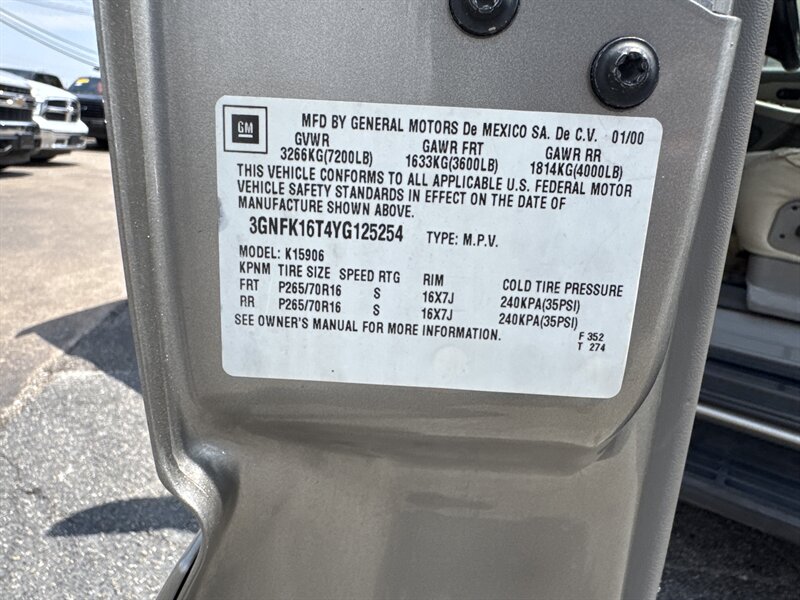 GM
MFD BY GENERAL MOTORS De MEXICO SA. De C.V. 01/00
GVWR GAWR FRT GAWR RR
3266KG(7200LB) 1633KG(3600LB) 1814KG(4000LB)
THIS VEHICLE CONFORMS TO ALL APPLICABLE U.S. FEDERAL MOTOR
VEHICLE SAFETY STANDARDS IN EFFECT ON THE DATE OF
MANUFACTURE SHOWN ABOVE.
3GNFK16T4YG125254 TYPE: M.P.V.
MODEL: K15906
KPNM TIRE SIZE SPEED RTG RIM COLD TIRE PRESSURE
FRT P265/70R16 S 16X7J 240KPA(35PSI)
RR P265/70R16 S 16X7J 240KPA(35PSI)
SEE OWNER'S MANUAL FOR MORE INFORMATION.
F 352
T 274